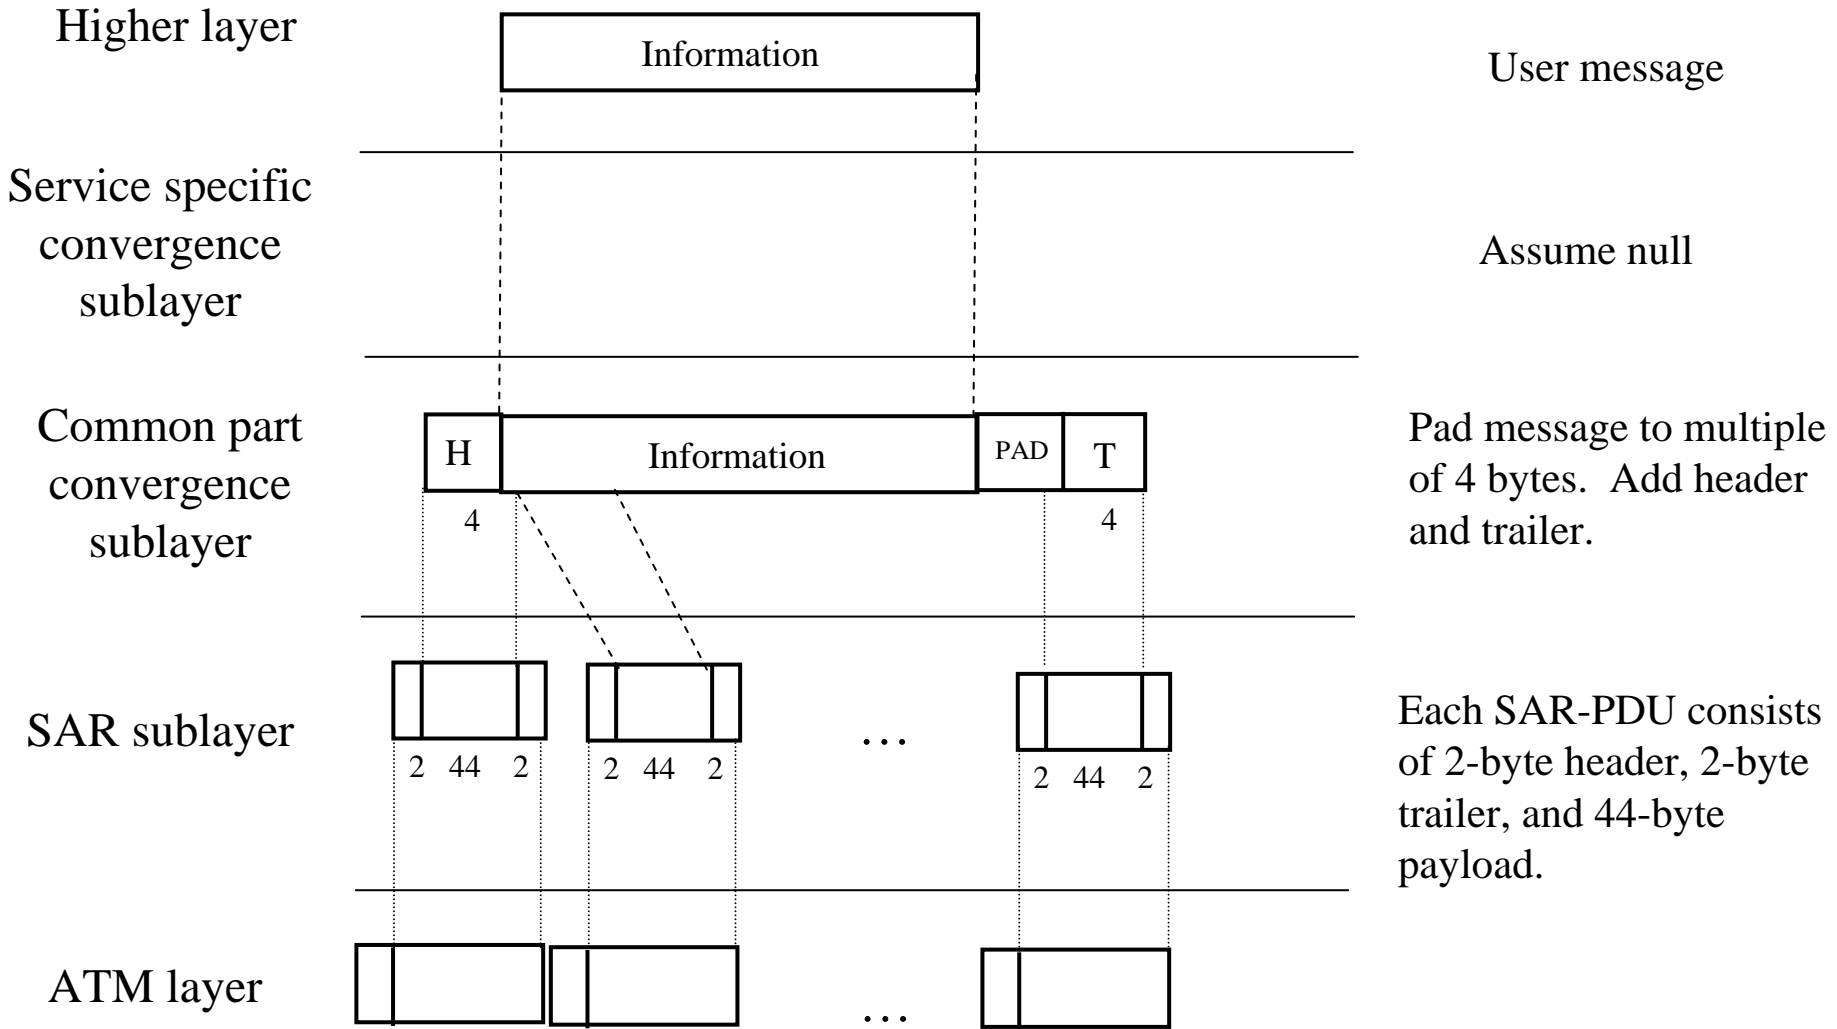 Higher layer
Information
User message
Service specific
convergence
sublayer
Assume null
Common part
convergence
sublayer
H
Information
PAD
T
4
4
Pad message to multiple
of 4 bytes.  Add header
and trailer.
SAR sublayer
2 44 2
2 44 2
...
2 44 2
Each SAR-PDU consists
of 2-byte header, 2-byte
trailer, and 44-byte
payload.
ATM layer
...